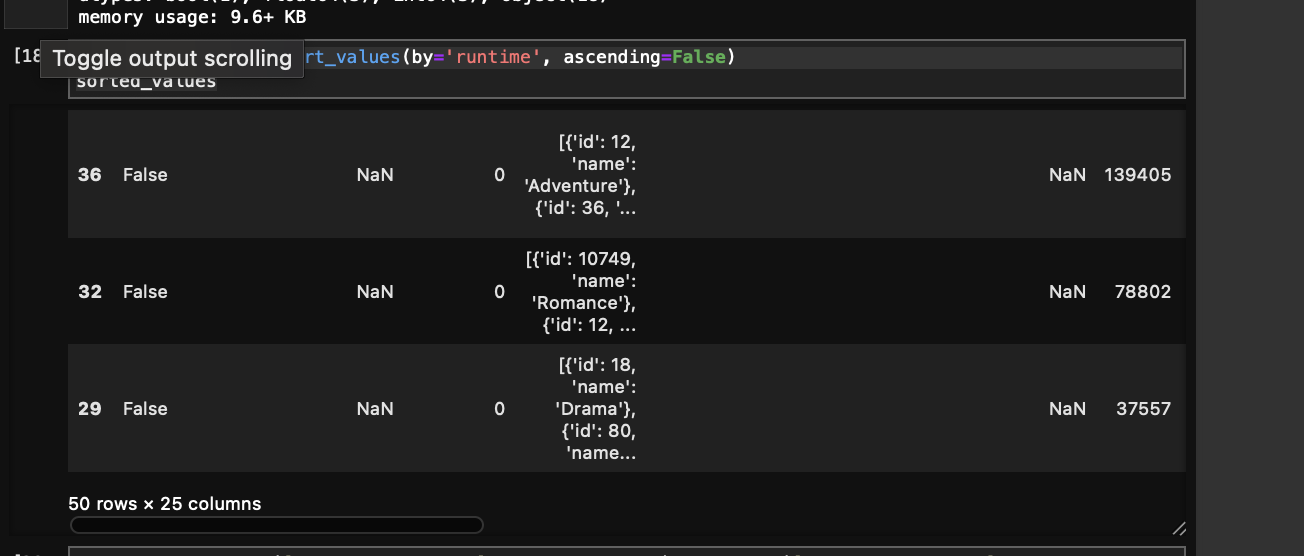 memory usage: 9.6+ KB
[18
Toggle output scrolling
rt_values(by='runtime', ascending=False)
sorted_values
36 False NaN 0 [{'id': 12, NaN 139405
'name':
'Adventure'},
{'id': 36, '...
32 False NaN 0 [{'id': 10749, NaN 78802
'name':
'Romance'},
{'id': 12, ...
29 False NaN 0 [{'id': 18, NaN 37557
'name':
'Drama'},
{'id': 80,
'name...
50 rows × 25 columns